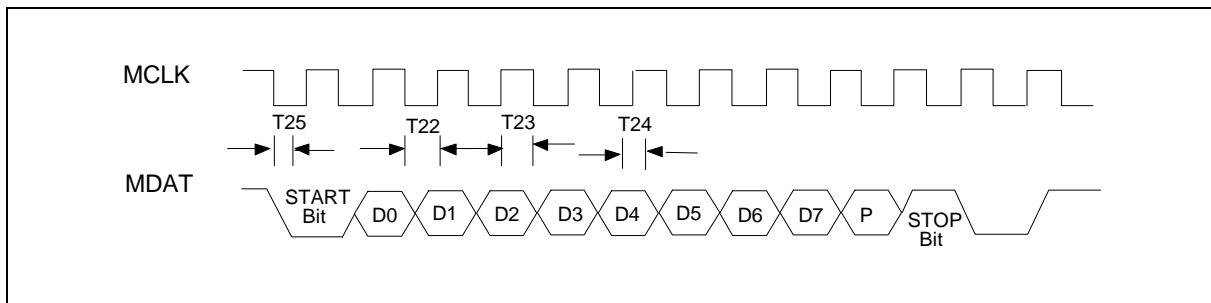 MCLK
T25
T22
T23
T24
MDAT
START
Bit
D0
D1
D2
D3
D4
D5
D6
D7
P
STOP
Bit